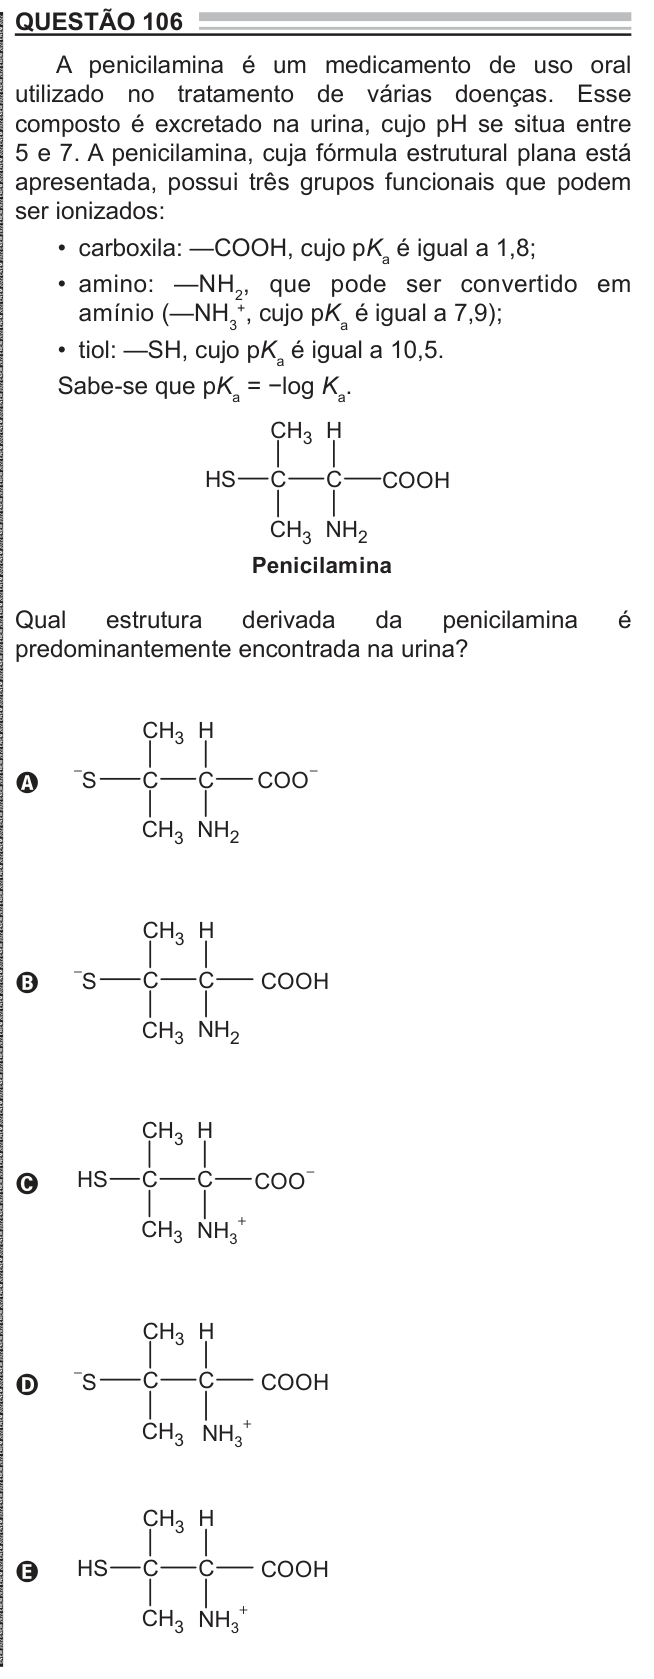 QUESTÃO 106
A penicilamina é um medicamento de uso oral
utilizado no tratamento de várias doenças. Esse
composto é excretado na urina, cujo pH se situa entre
5 e 7. A penicilamina, cuja fórmula estrutural plana está
apresentada, possui três grupos funcionais que podem
ser ionizados:
• carboxila: —COOH, cujo pKa é igual a 1,8;
• amino: —NH2, que pode ser convertido em
amínio (—NH3+, cujo pKa é igual a 7,9);
• tiol: —SH, cujo pKa é igual a 10,5.
Sabe-se que pKa = −log Ka.
CH3 H
HS—C—C—COOH
CH3 NH2
Penicilamina
Qual estrutura derivada da penicilamina é
predominantemente encontrada na urina?
CH3 H
A −S—C—C—COO−
CH3 NH2
CH3 H
B −S—C—C—COOH
CH3 NH2
CH3 H
C HS—C—C—COO−
CH3 NH3+
CH3 H
D −S—C—C—COOH
CH3 NH3+
CH3 H
E HS—C—C—COOH
CH3 NH3+